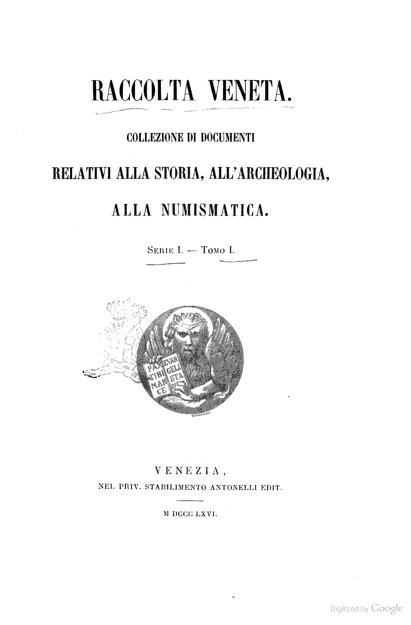 RACCOLTA VENETA.
COLLEZIONE DI DOCUMENTI
RELATIVI ALLA STORIA, ALL'ARCHEOLOGIA,
ALLA NUMISMATICA.
SERIE I. — TOMO I.
PAX EVAN
TIBI GELI
MAR STA
CE
VENEZIA,
NEL PRIV. STABILIMENTO ANTONELLI EDIT.
M DCCC LXVI.
Digitized by Google